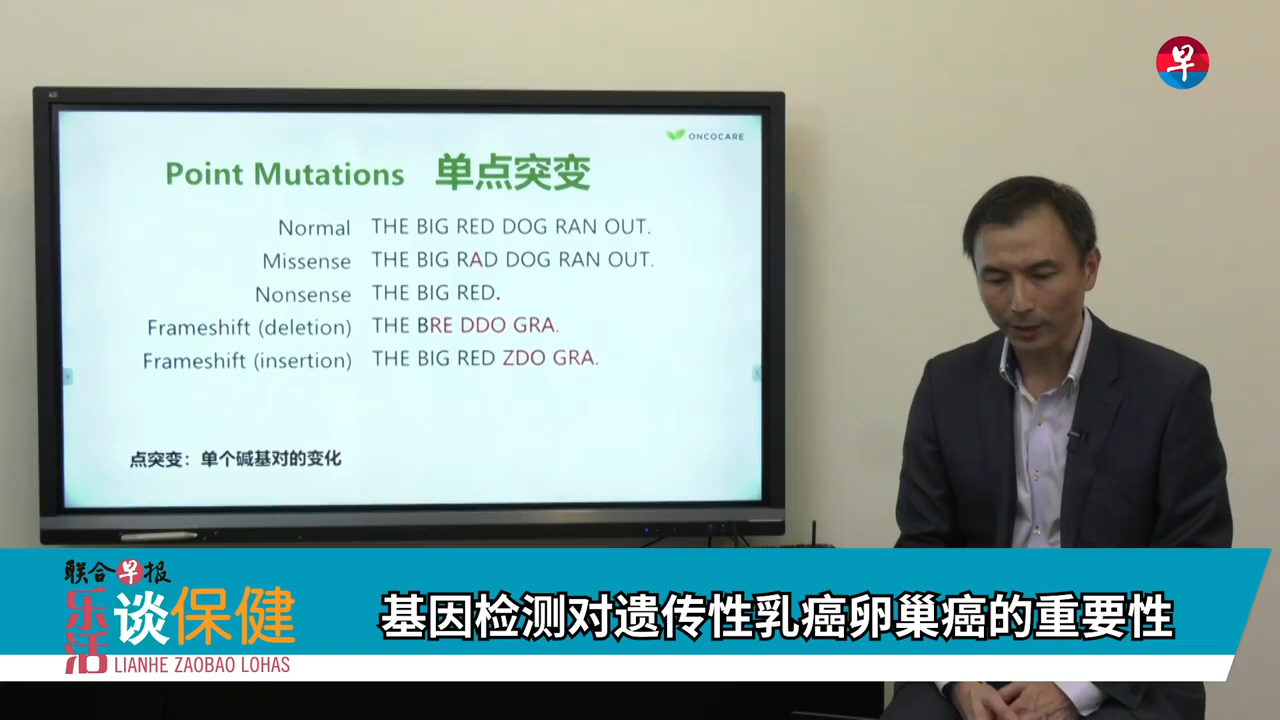 早
ONCOCARE
Point Mutations 单点突变
Normal THE BIG RED DOG RAN OUT.
Missense THE BIG RAD DOG RAN OUT.
Nonsense THE BIG RED.
Frameshift (deletion) THE BRE DDO GRA.
Frameshift (insertion) THE BIG RED ZDO GRA.
点突变：单个碱基对的变化
联合早报
乐活谈保健
LIANHE ZAOBAO LOHAS
基因检测对遗传性乳癌卵巢癌的重要性